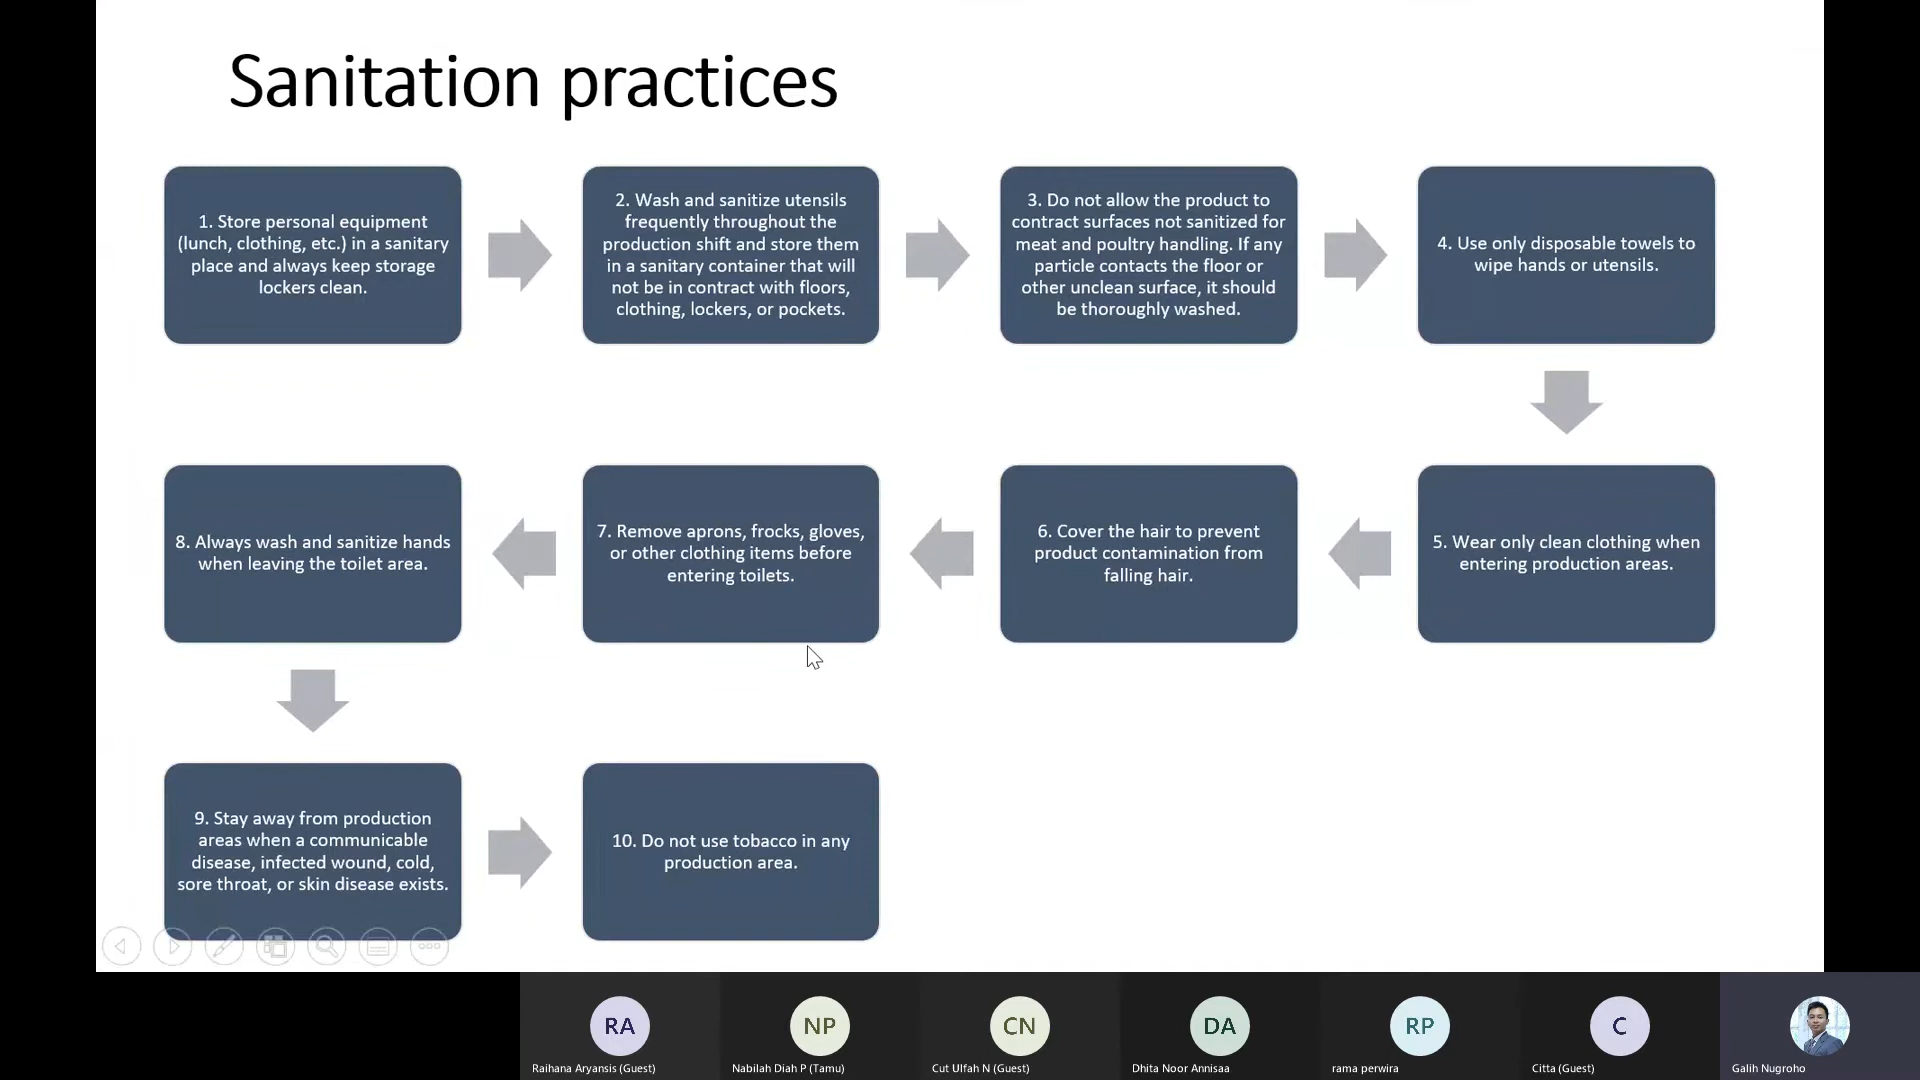 Sanitation practices
1. Store personal equipment
(lunch, clothing, etc.) in a sanitary
place and always keep storage
lockers clean.
2. Wash and sanitize utensils
frequently throughout the
production shift and store them
in a sanitary container that will
not be in contract with floors,
clothing, lockers, or pockets.
3. Do not allow the product to
contract surfaces not sanitized for
meat and poultry handling. If any
particle contacts the floor or
other unclean surface, it should
be thoroughly washed.
4. Use only disposable towels to
wipe hands or utensils.
5. Wear only clean clothing when
entering production areas.
6. Cover the hair to prevent
product contamination from
falling hair.
7. Remove aprons, frocks, gloves,
or other clothing items before
entering toilets.
8. Always wash and sanitize hands
when leaving the toilet area.
9. Stay away from production
areas when a communicable
disease, infected wound, cold,
sore throat, or skin disease exists.
10. Do not use tobacco in any
production area.
RA
Raihana Aryansis (Guest)
NP
Nabilah Diah P (Tamu)
CN
Cut Ulfah N (Guest)
DA
Dhita Noor Annisaa
RP
rama perwira
C
Citta (Guest)
Galih Nugroho